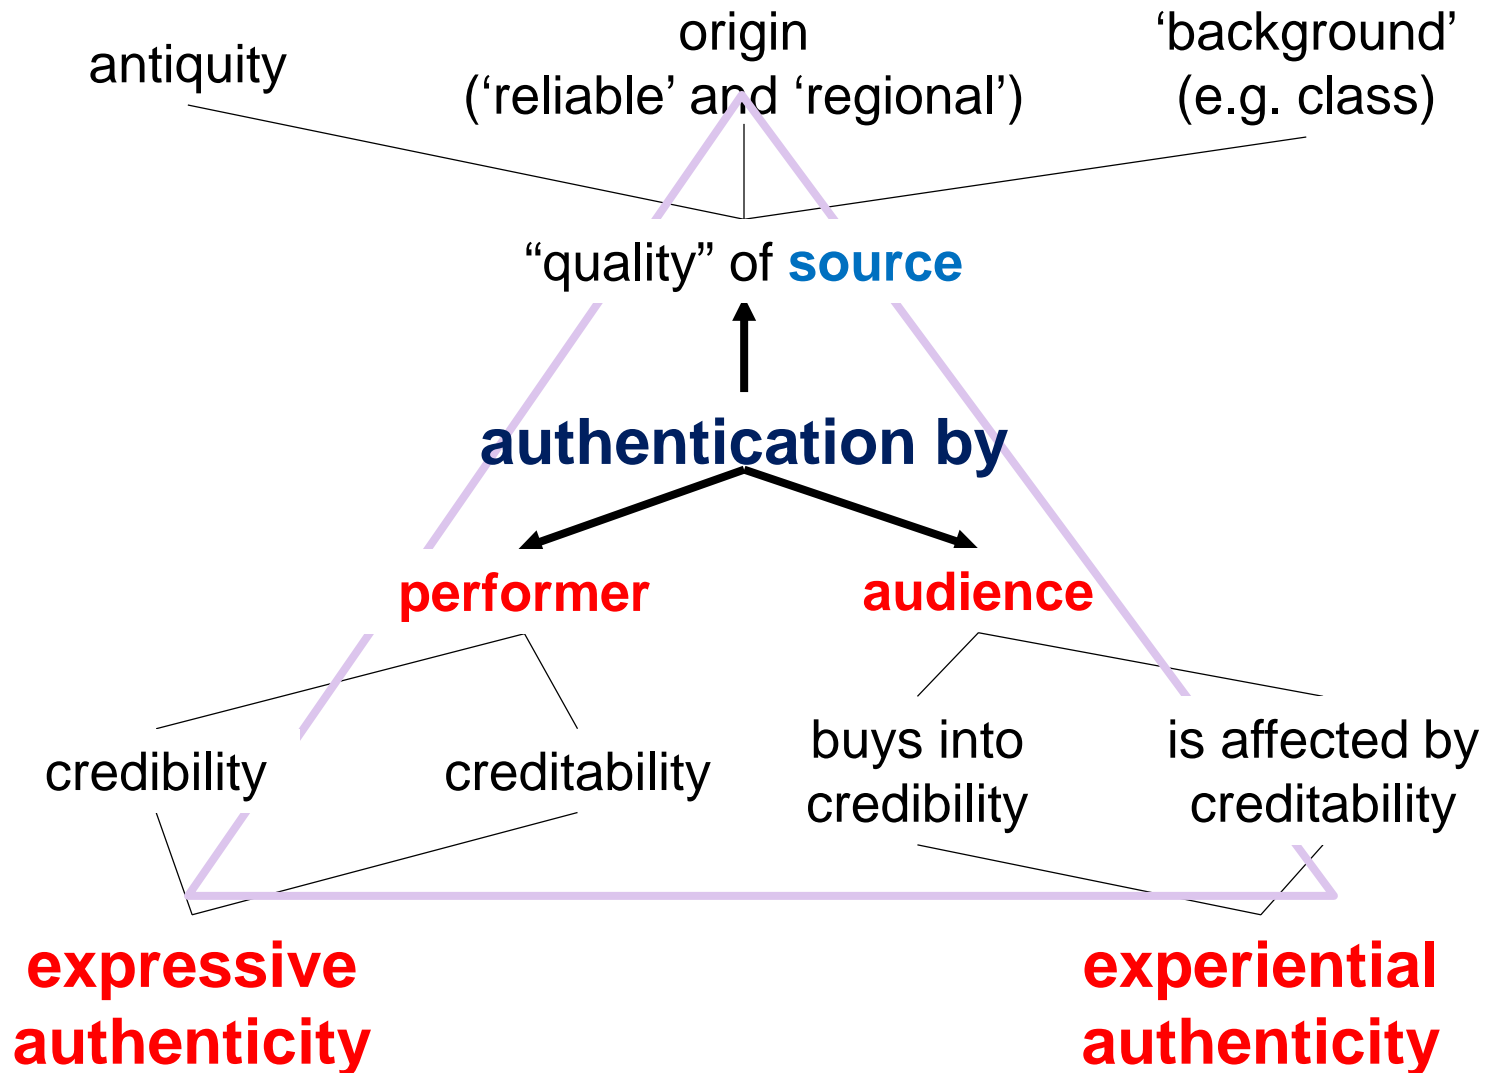 antiquity
origin
(‘reliable’ and ‘regional’)
‘background’
(e.g. class)
“quality” of source
authentication by
performer
audience
credibility
creditability
buys into
credibility
is affected by
creditability
expressive
authenticity
experiential
authenticity